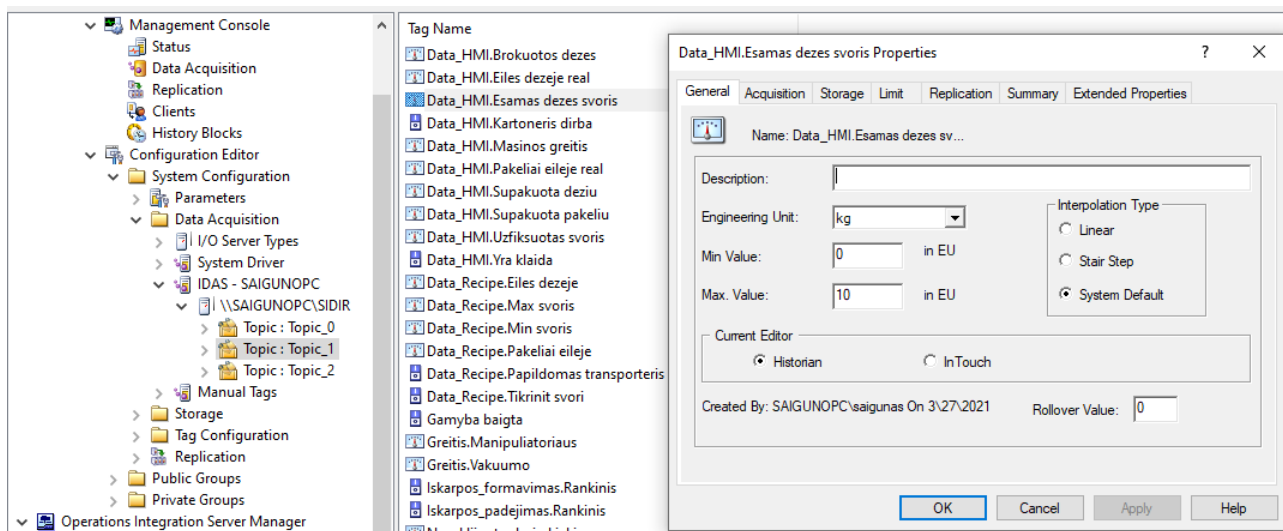 Management Console
Status
Data Acquisition
Replication
Clients
History Blocks
Configuration Editor
System Configuration
Parameters
Data Acquisition
I/O Server Types
System Driver
IDAS - SAIGUNOPC
\\SAIGUNOPC\SIDIR
Topic : Topic_0
Topic : Topic_1
Topic : Topic_2
Manual Tags
Storage
Tag Configuration
Replication
Public Groups
Private Groups
Operations Integration Server Manager
Tag Name
Data_HMI.Brokuotos dezes
Data_HMI.Eiles dezeje real
Data_HMI.Esamas dezes svoris
Data_HMI.Kartoneris dirba
Data_HMI.Masinos greitis
Data_HMI.Pakeliai eileje real
Data_HMI.Supakuota deziu
Data_HMI.Supakuota pakeliu
Data_HMI.Uzfiksuotas svoris
Data_HMI.Yra klaida
Data_Recipe.Eiles dezeje
Data_Recipe.Max svoris
Data_Recipe.Min svoris
Data_Recipe.Pakeliai eileje
Data_Recipe.Papildomas transporteris
Data_Recipe.Tikrinit svori
Gamyba baigta
Greitis.Manipuliatoriaus
Greitis.Vakuumo
Iskarpos_formavimas.Rankinis
Iskarpos_padejimas.Rankinis
Data_HMI.Esamas dezes svoris Properties
?
General Acquisition Storage Limit Replication Summary Extended Properties
Name: Data_HMI.Esamas dezes sv...
Description:
Engineering Unit: kg
Min Value: 0 in EU
Max. Value: 10 in EU
Interpolation Type
Linear
Stair Step
System Default
Current Editor
Historian InTouch
Created By: SAIGUNOPC\saigunas On 3\27\2021 Rollover Value: 0
OK Cancel Apply Help